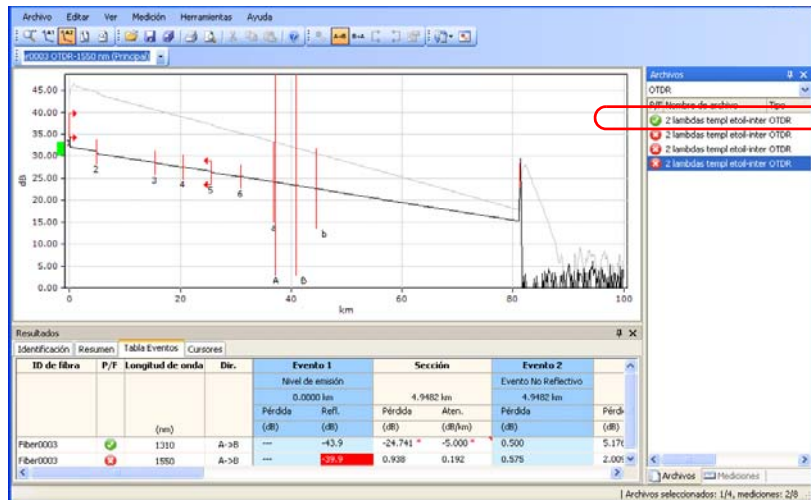 Archivo Editar Ver Medición Herramientas Ayuda
r0003 OTDR-1550 nm (Principal)
45.00
40.00
35.00
30.00
25.00
20.00
15.00
10.00
5.00
0.00
dB
2 3 4 5 6 a b
A B
0 20 40 60 80 100
km
Archivos
OTDR
P/F Nombre de archivo Tipo
2 lambdas templ etoil-inter OTDR
2 lambdas templ etoil-inter OTDR
2 lambdas templ etoil-inter OTDR
2 lambdas templ etoil-inter OTDR
Archivos Mediciones
Resultados
Identificación Resumen Tabla Eventos Cursores
ID de fibra P/F Longitud de onda Dir. Evento 1 Sección Evento 2
Nivel de emisión Evento No Reflectivo
0.0000 km 4.9482 km 4.9482 km
Pérdida Refl. Pérdida Aten. Pérdida Pérdi
(nm) (dB) (dB) (dB) (dB/km) (dB) (dB)
Fiber0003 1310 A->B --- -43.9 -24.741 * -5.000 * 0.500 5.176
Fiber0003 1550 A->B --- -39.9 0.938 0.192 0.575 2.009
Archivos seleccionados: 1/4, mediciones: 2/8